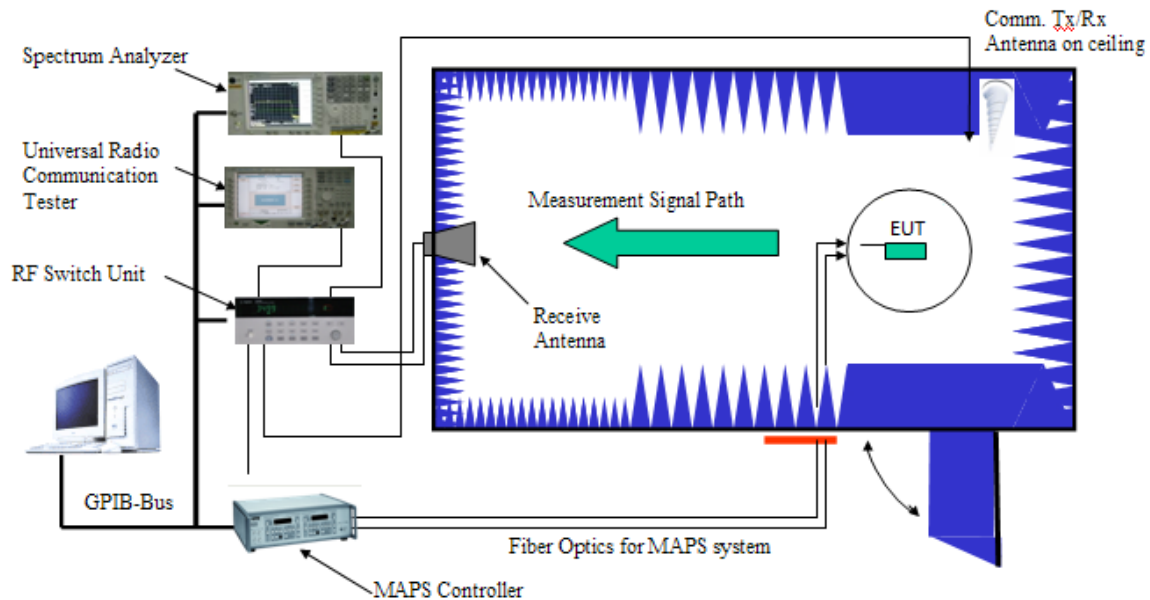 Comm. Tx/Rx
Antenna on ceiling
Spectrum Analyzer
Universal Radio
Communication
Tester
Measurement Signal Path
EUT
RF Switch Unit
Receive
Antenna
GPIB-Bus
Fiber Optics for MAPS system
MAPS Controller